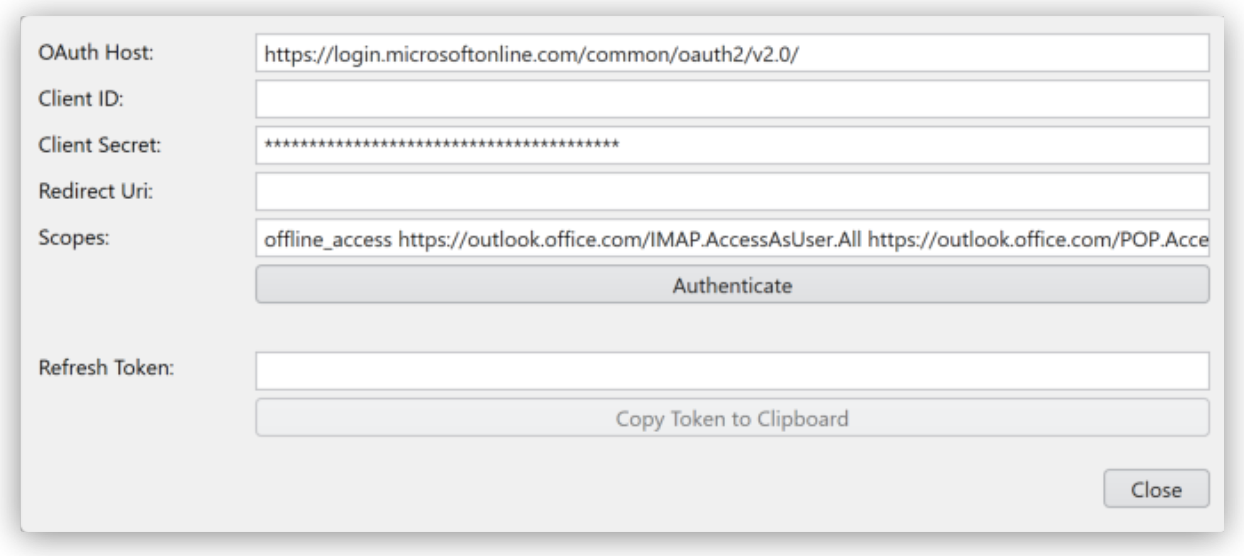 OAuth Host: https://login.microsoftonline.com/common/oauth2/v2.0/
Client ID:
Client Secret: ****************************************
Redirect Uri:
Scopes: offline_access https://outlook.office.com/IMAP.AccessAsUser.All https://outlook.office.com/POP.Acce
Authenticate
Refresh Token:
Copy Token to Clipboard
Close